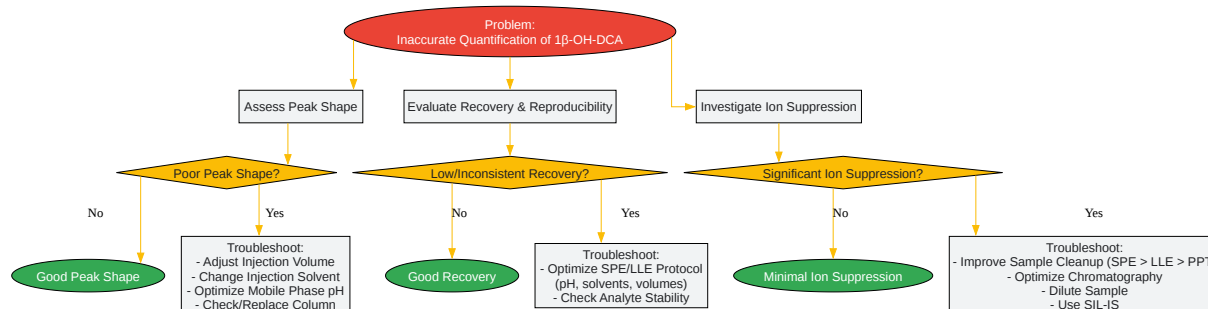 Problem:
Inaccurate Quantification of 1β-OH-DCA
Assess Peak Shape
Evaluate Recovery & Reproducibility
Investigate Ion Suppression
Poor Peak Shape?
Low/Inconsistent Recovery?
Significant Ion Suppression?
No
Yes
No
Yes
No
Yes
Good Peak Shape
Troubleshoot:
- Adjust Injection Volume
- Change Injection Solvent
- Optimize Mobile Phase pH
- Check/Replace Column
Good Recovery
Troubleshoot:
- Optimize SPE/LLE Protocol
(pH, solvents, volumes)
- Check Analyte Stability
Minimal Ion Suppression
Troubleshoot:
- Improve Sample Cleanup (SPE > LLE > PPT
- Optimize Chromatography
- Dilute Sample
- Use SIL-IS